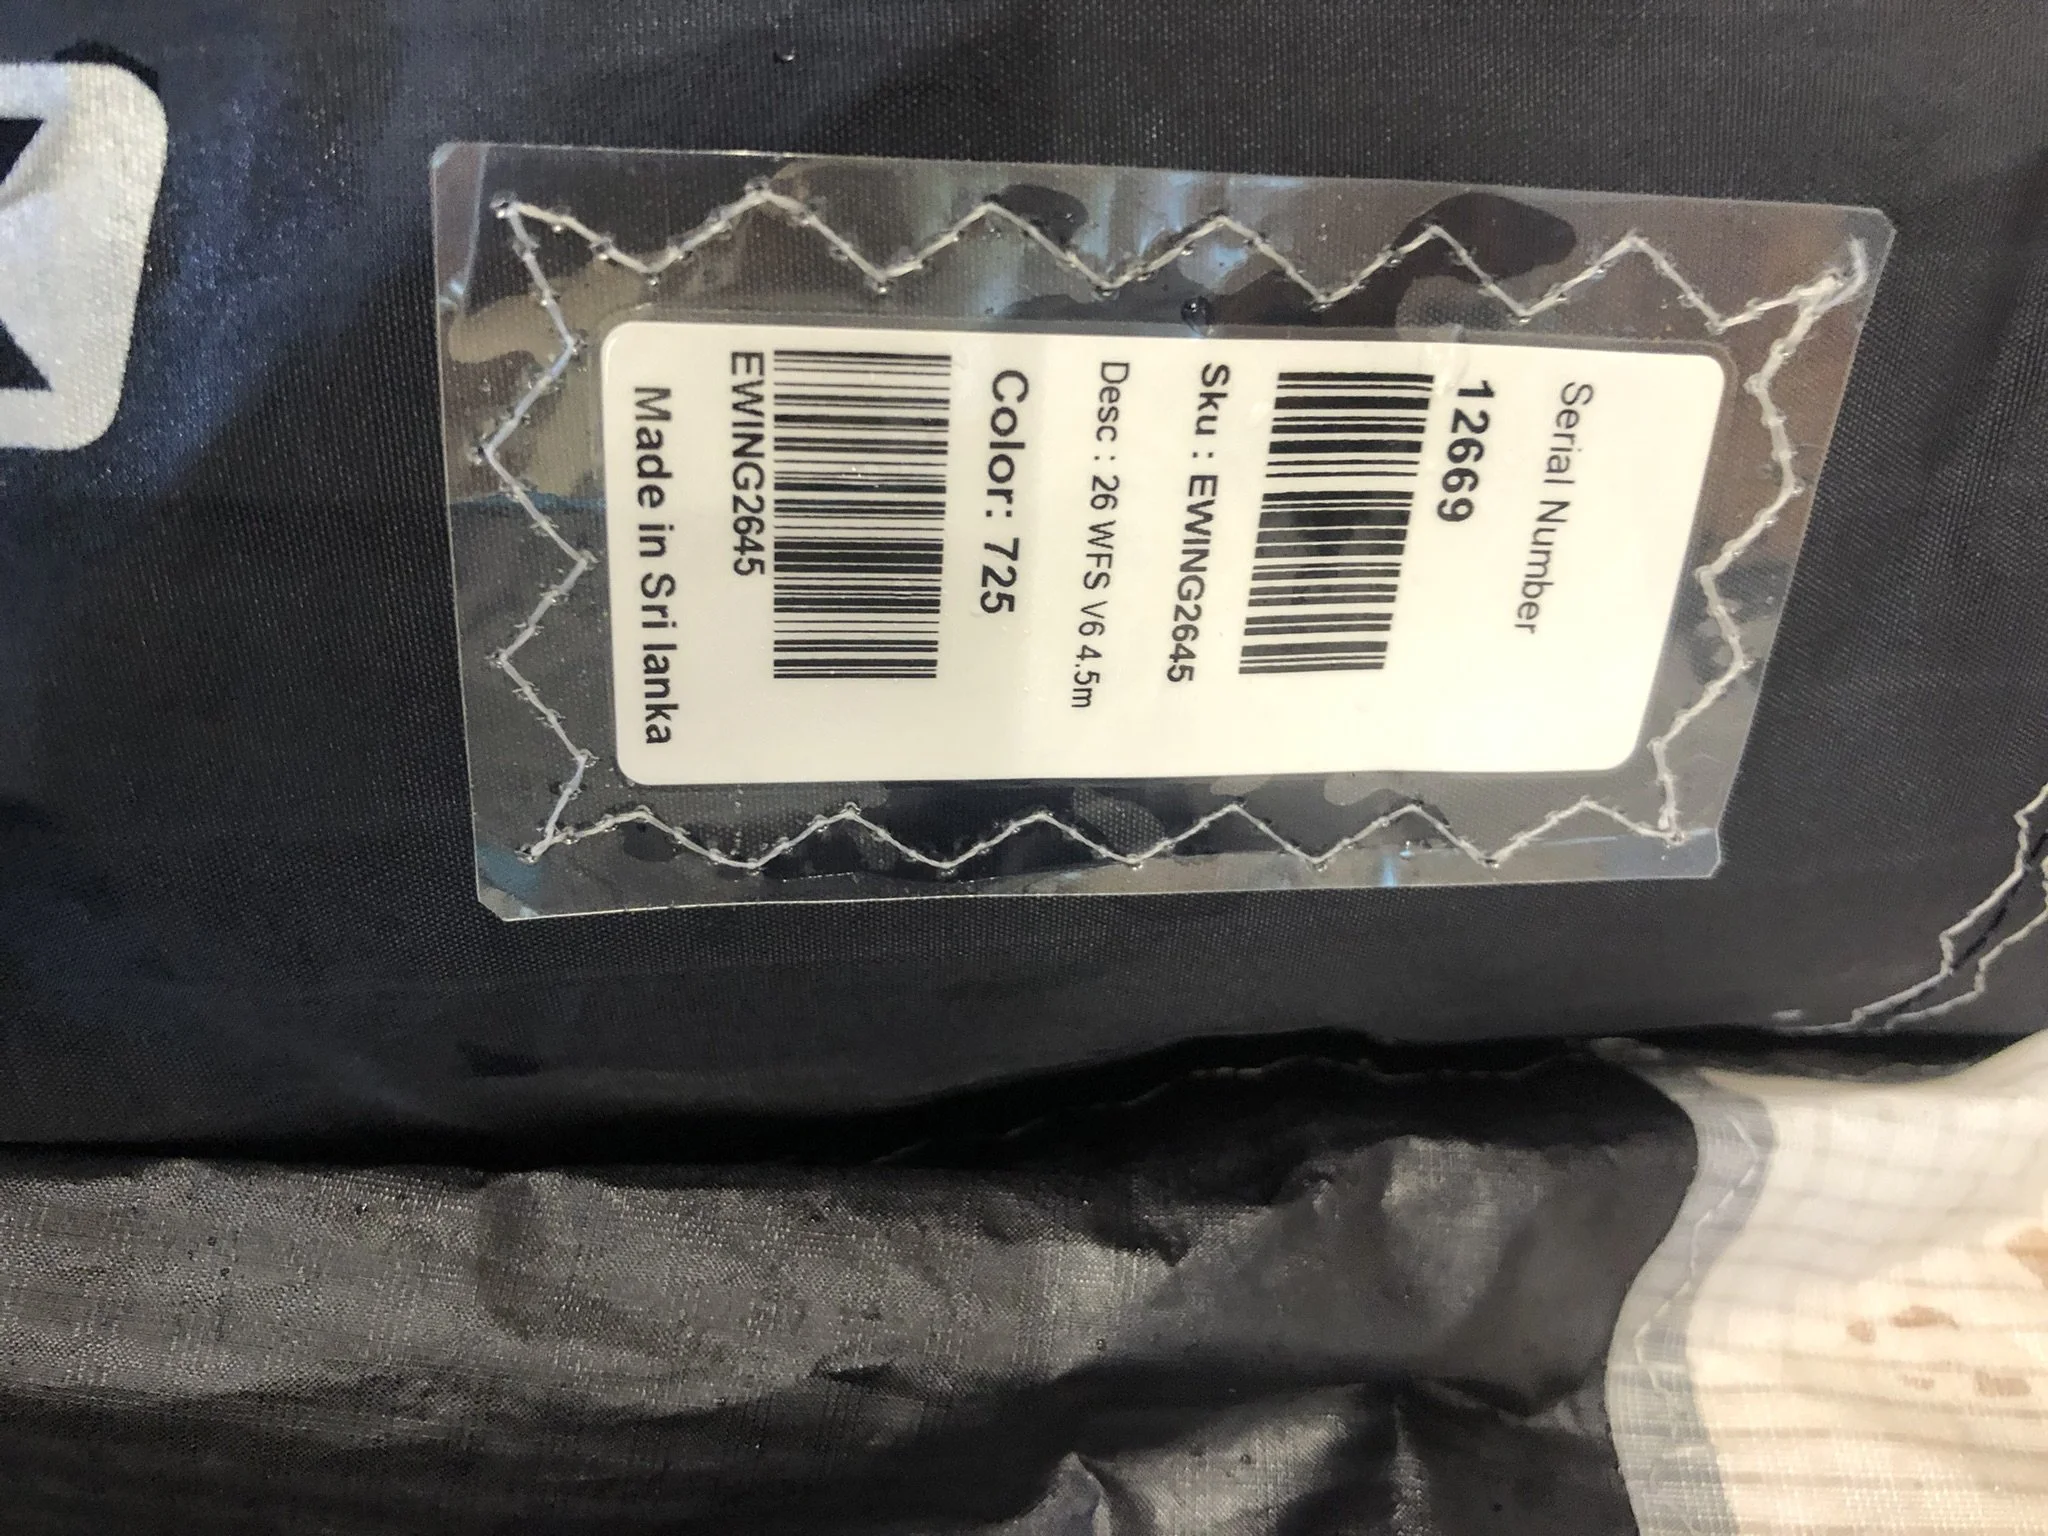 Serial Number
12669
Sku : EWING2645
Desc : 26 WFS V6 4.5m
Color: 725
EWING2645
Made in Sri lanka